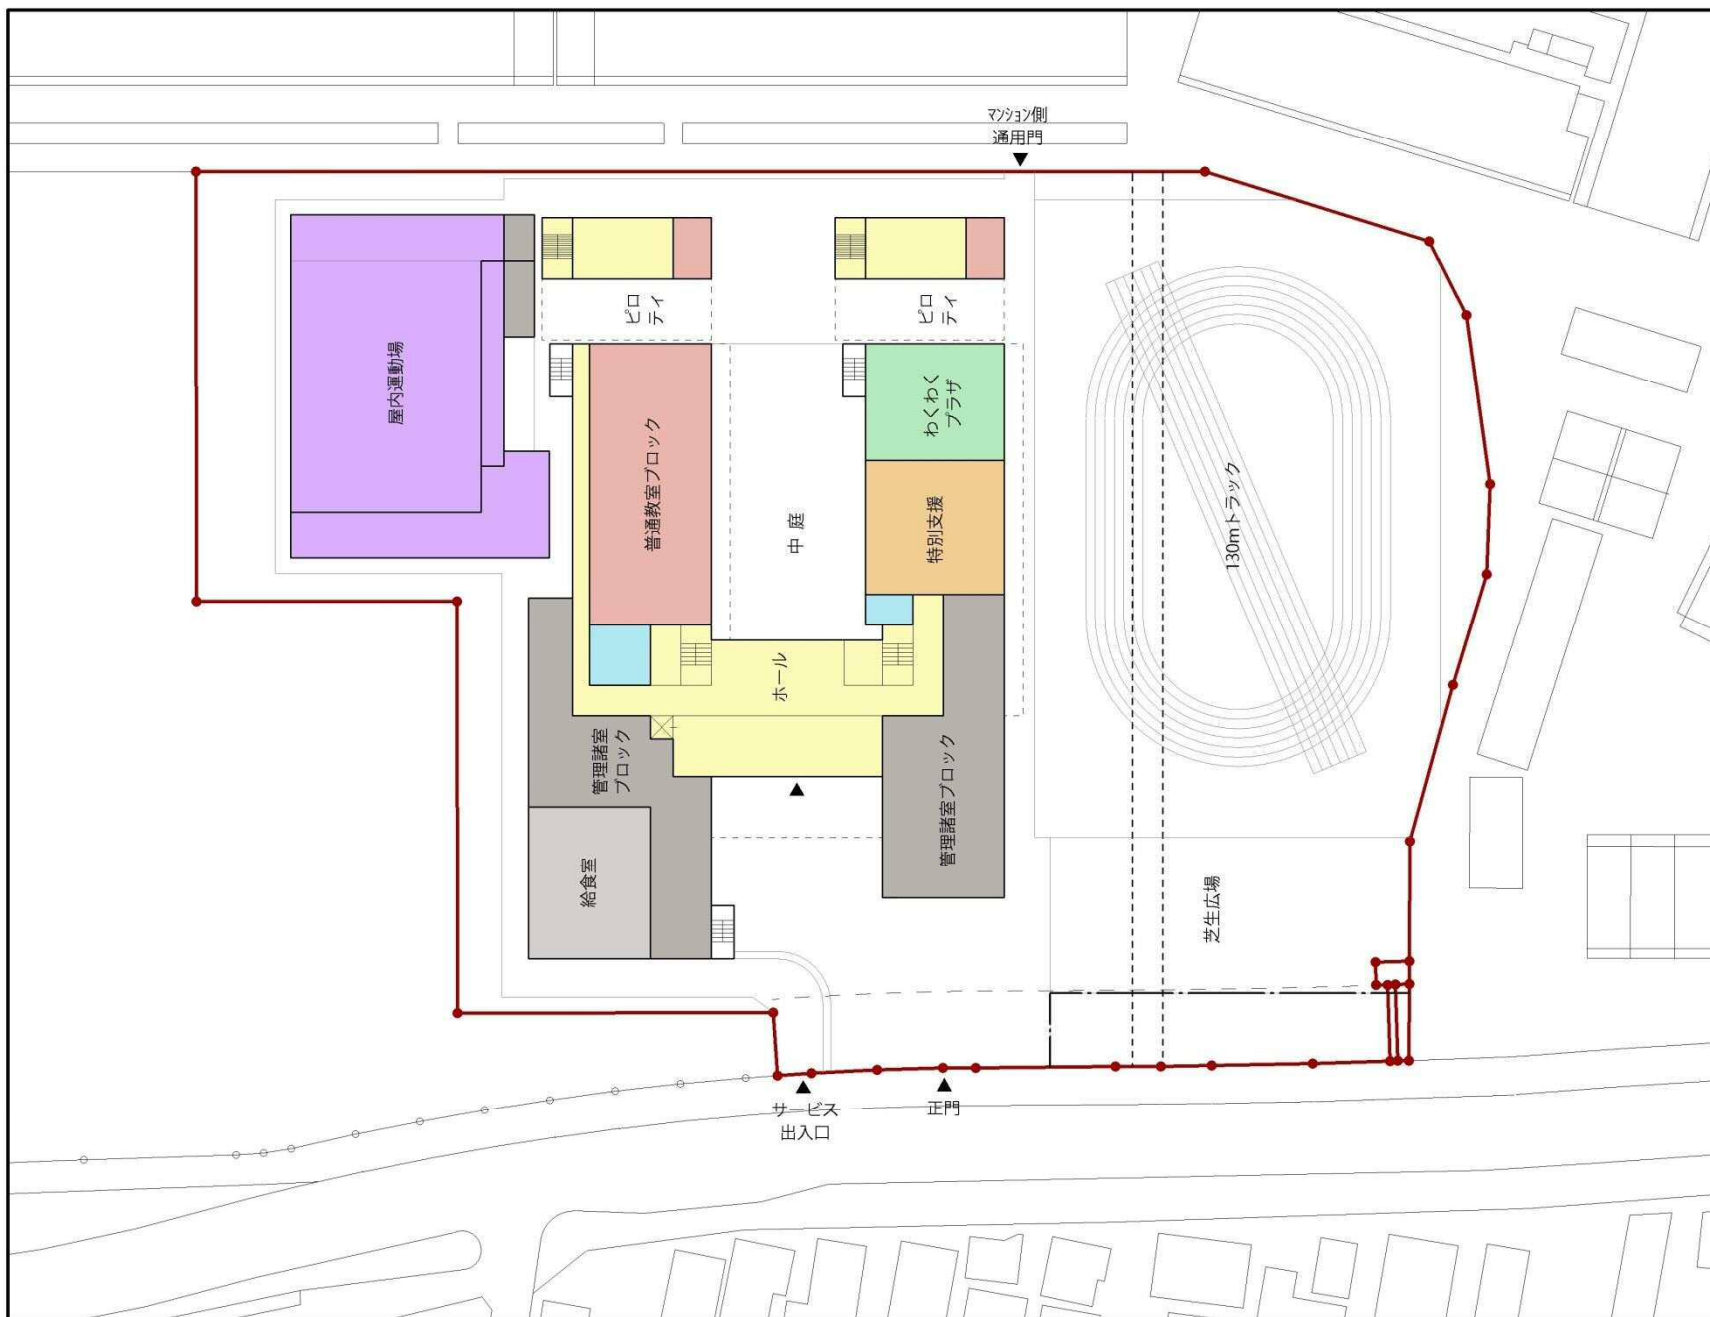 マンション側
通用門
ピロ
ティ
ピロ
ティ
屋内運動場
普通教室ブロック
中 庭
わくわく
プラザ
特別支援
130mトラック
ホール
管理諸室
ブロック
管理諸室ブロック
給食室
芝生広場
サービス
出入口
正門